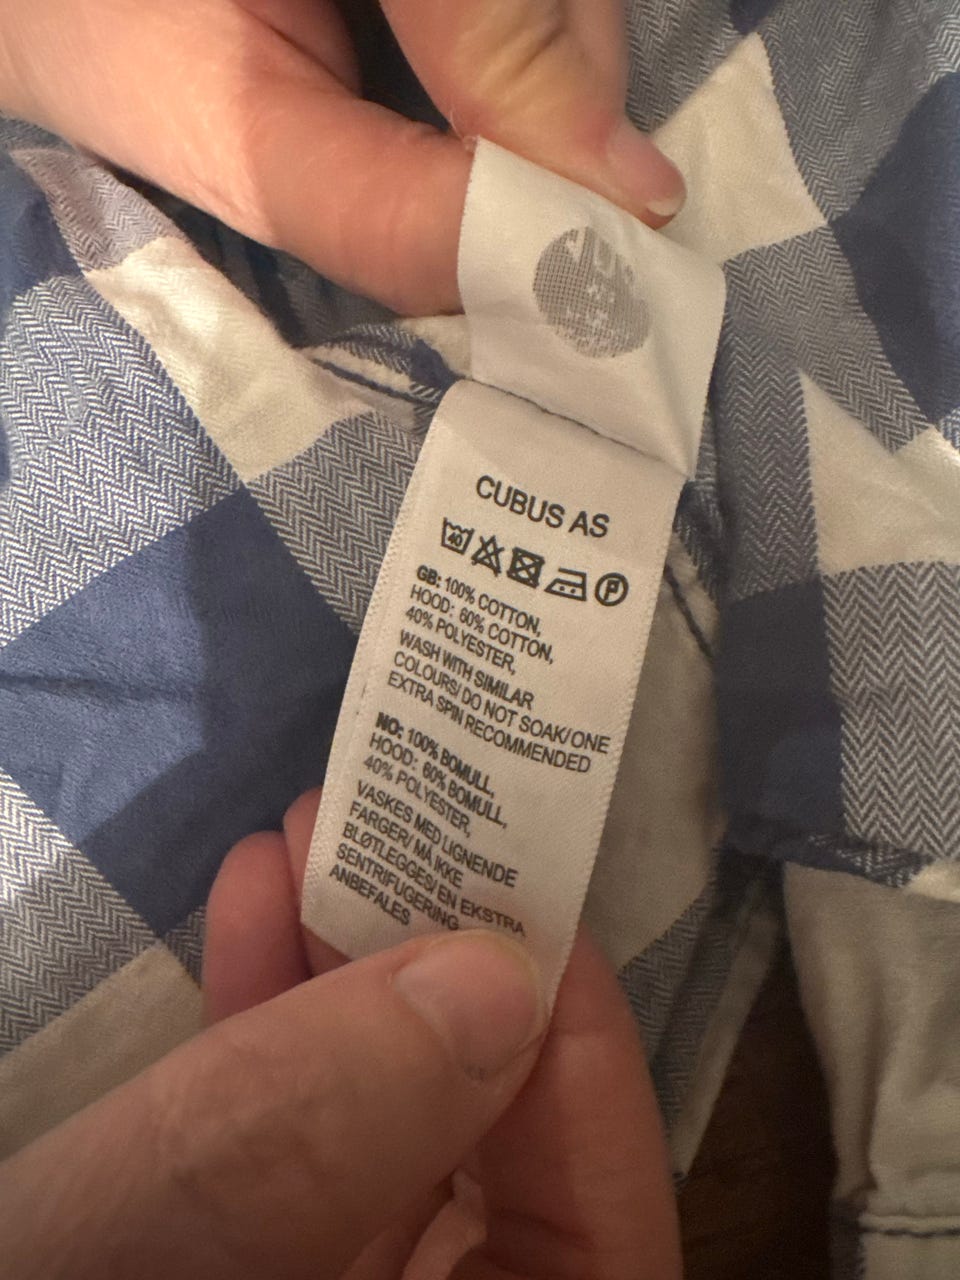 CUBUS AS
40
P
GB: 100% COTTON,
HOOD: 60% COTTON,
40% POLYESTER,
WASH WITH SIMILAR
COLOURS/ DO NOT SOAK/ ONE
EXTRA SPIN RECOMMENDED
NO: 100% BOMULL,
HOOD: 60% BOMULL,
40% POLYESTER,
VASKES MED LIGNENDE
FARGER/ MÅ IKKE
BLØTLEGGES/ EN EKSTRA
SENTRIFUGERING
ANBEFALES